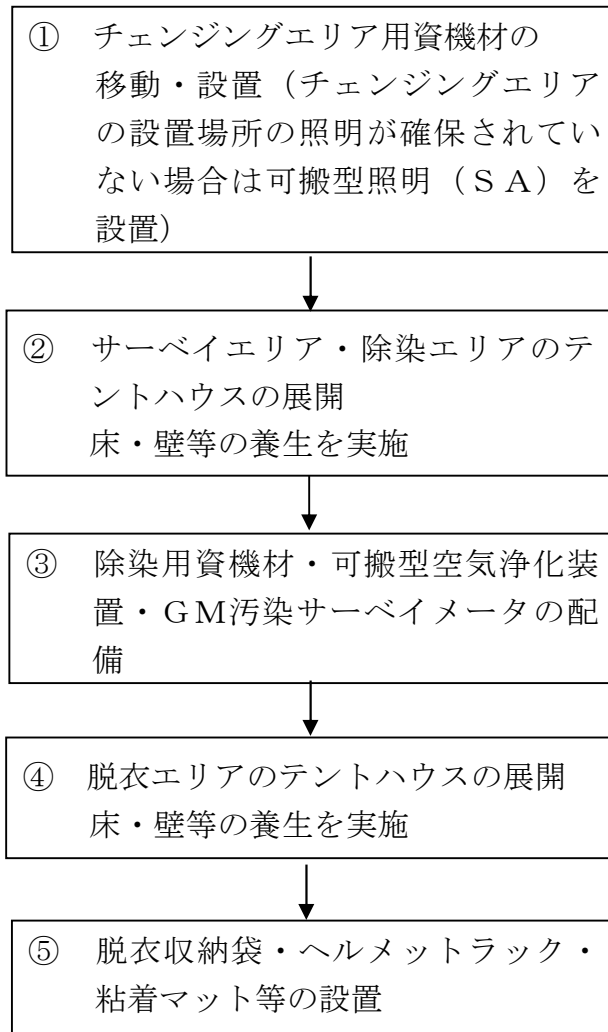 ① チェンジングエリア用資機材の
移動・設置（チェンジングエリア
の設置場所の照明が確保されてい
ない場合は可搬型照明（ＳＡ）を
設置）
② サーベイエリア・除染エリアのテ
ントハウスの展開
床・壁等の養生を実施
③ 除染用資機材・可搬型空気浄化装
置・ＧＭ汚染サーベイメータの配
備
④ 脱衣エリアのテントハウスの展開
床・壁等の養生を実施
⑤ 脱衣収納袋・ヘルメットラック・
粘着マット等の設置